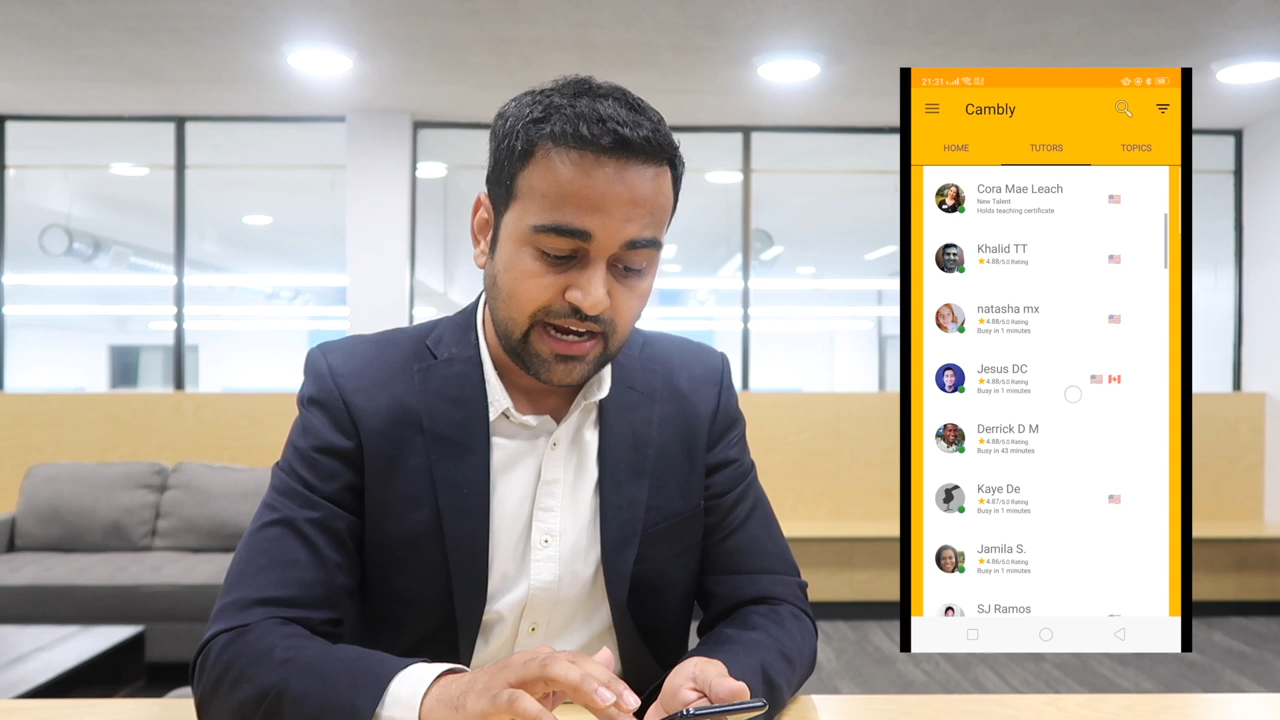 21:31
Cambly
HOME TUTORS TOPICS
Cora Mae Leach
New Talent
Holds teaching certificate
Khalid TT
4.88/5.0 Rating
natasha mx
4.88/5.0 Rating
Busy in 1 minutes
Jesus DC
4.88/5.0 Rating
Busy in 1 minutes
Derrick D M
4.88/5.0 Rating
Busy in 43 minutes
Kaye De
4.87/5.0 Rating
Busy in 1 minutes
Jamila S.
4.86/5.0 Rating
Busy in 1 minutes
SJ Ramos